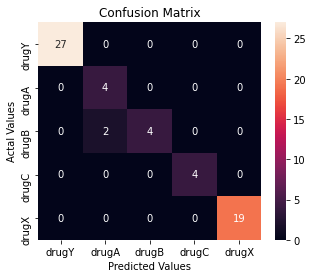 Confusion Matrix
Actal Values
drugY 27 0 0 0 0
drugA 0 4 0 0 0
drugB 0 2 4 0 0
drugC 0 0 0 4 0
drugX 0 0 0 0 19
drugY drugA drugB drugC drugX
Predicted Values
25
20
15
10
5
0